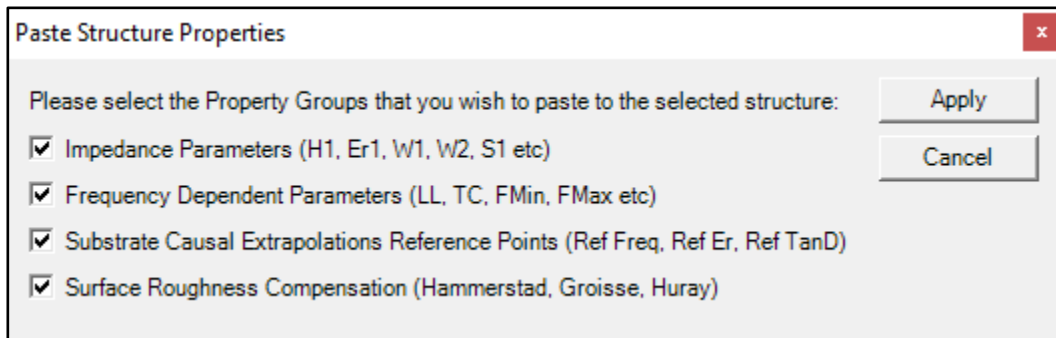 Paste Structure Properties
x
Please select the Property Groups that you wish to paste to the selected structure:
Apply
Impedance Parameters (H1, Er1, W1, W2, S1 etc)
Cancel
Frequency Dependent Parameters (LL, TC, FMin, FMax etc)
Substrate Causal Extrapolations Reference Points (Ref Freq, Ref Er, Ref TanD)
Surface Roughness Compensation (Hammerstad, Groisse, Huray)